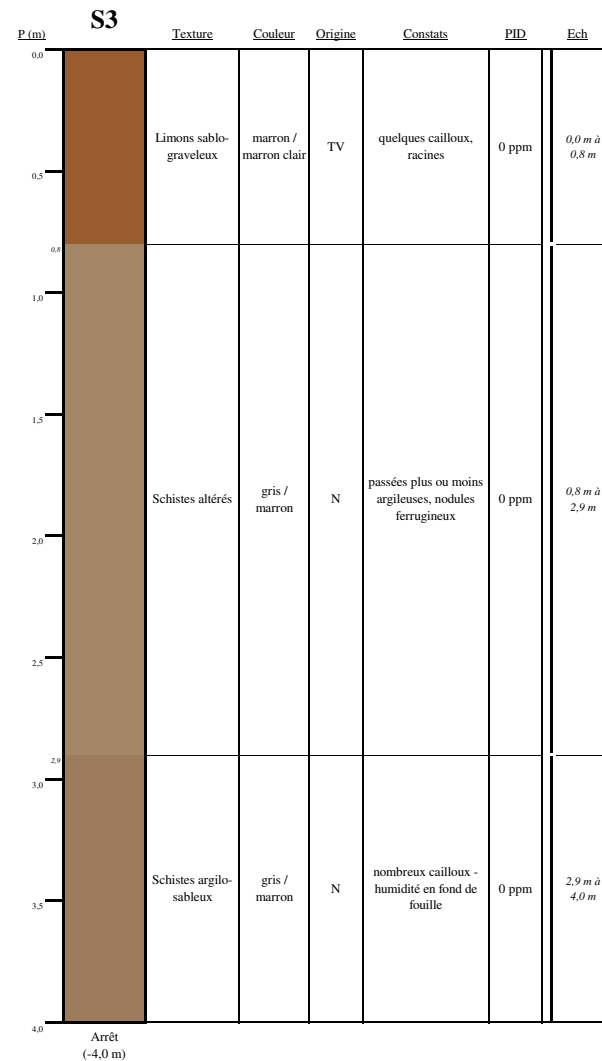 S3
P (m)
Texture
Couleur
Origine
Constats
PID
Ech
0,0
Limons sablo-
graveleux
marron /
marron clair
TV
quelques cailloux,
racines
0 ppm
0,0 m à
0,8 m
0,5
0,8
1,0
1,5
Schistes altérés
gris /
marron
N
passées plus ou moins
argileuses, nodules
ferrugineux
0 ppm
0,8 m à
2,9 m
2,0
2,5
2,9
3,0
Schistes argilo-
sableux
gris /
marron
N
nombreux cailloux -
humidité en fond de
fouille
0 ppm
2,9 m à
4,0 m
3,5
4,0
Arrêt
(-4,0 m)